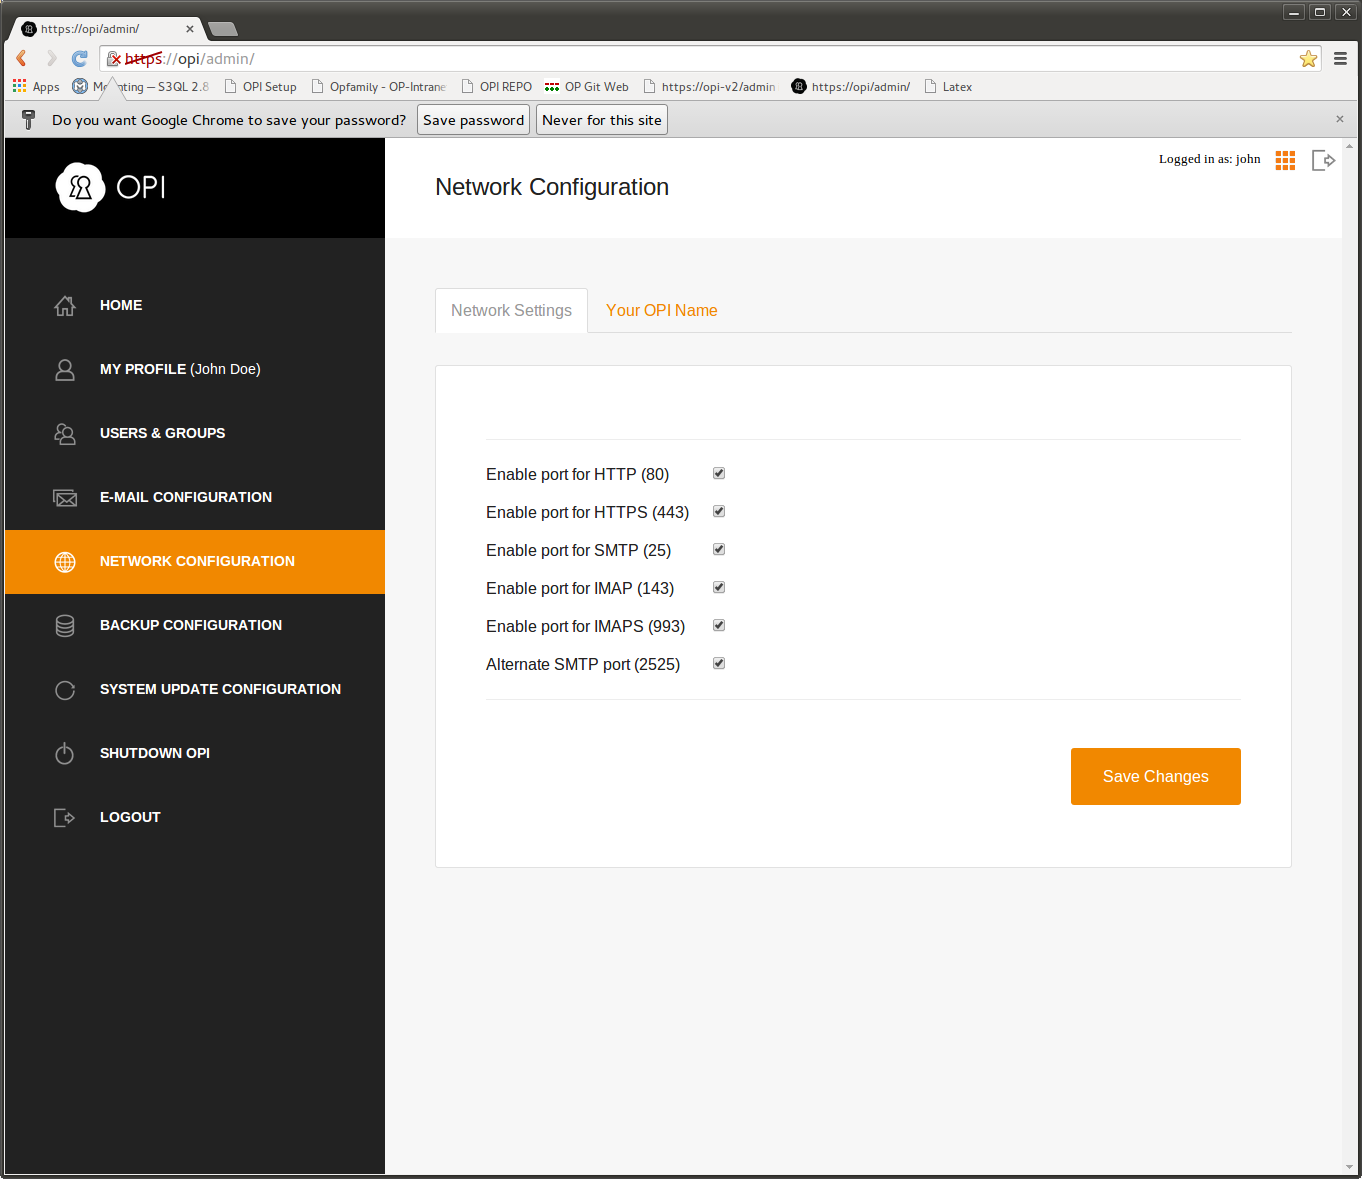 https://opi/admin/
https://opi/admin/
Apps
S3QL 2.8
OPI Setup
Opfamily - OP-Intrane
OPI REPO
OP Git Web
https://opi-v2/admin
https://opi/admin/
Latex
Do you want Google Chrome to save your password? Save password Never for this site
OPI
Network Configuration
Logged in as: john
HOME
MY PROFILE (John Doe)
USERS & GROUPS
E-MAIL CONFIGURATION
NETWORK CONFIGURATION
BACKUP CONFIGURATION
SYSTEM UPDATE CONFIGURATION
SHUTDOWN OPI
LOGOUT
Network Settings
Your OPI Name
Enable port for HTTP (80)
Enable port for HTTPS (443)
Enable port for SMTP (25)
Enable port for IMAP (143)
Enable port for IMAPS (993)
Alternate SMTP port (2525)
Save Changes